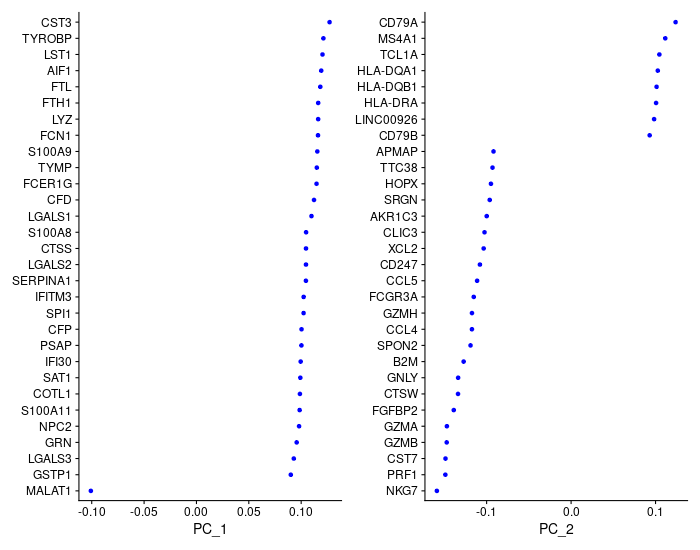 CST3
TYROBP
LST1
AIF1
FTL
FTH1
LYZ
FCN1
S100A9
TYMP
FCER1G
CFD
LGALS1
S100A8
CTSS
LGALS2
SERPINA1
IFITM3
SPI1
CFP
PSAP
IFI30
SAT1
COTL1
S100A11
NPC2
GRN
LGALS3
GSTP1
MALAT1
-0.10 -0.05 0.00 0.05 0.10
PC_1
CD79A
MS4A1
TCL1A
HLA-DQA1
HLA-DQB1
HLA-DRA
LINC00926
CD79B
APMAP
TTC38
HOPX
SRGN
AKR1C3
CLIC3
XCL2
CD247
CCL5
FCGR3A
GZMH
CCL4
SPON2
B2M
GNLY
CTSW
FGFBP2
GZMA
GZMB
CST7
PRF1
NKG7
-0.1 0.0 0.1
PC_2